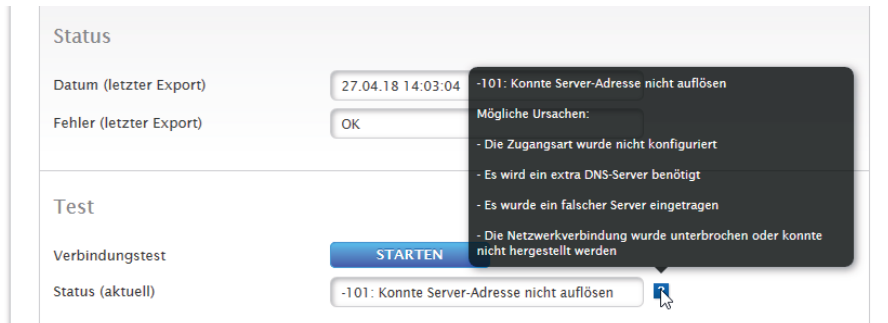 Status
Datum (letzter Export)
27.04.18 14:03:04
Fehler (letzter Export)
OK
-101: Konnte Server-Adresse nicht auflösen
Mögliche Ursachen:
- Die Zugangsart wurde nicht konfiguriert
- Es wird ein extra DNS-Server benötigt
- Es wurde ein falscher Server eingetragen
- Die Netzwerkverbindung wurde unterbrochen oder konnte
nicht hergestellt werden
Test
Verbindungstest
STARTEN
Status (aktuell)
-101: Konnte Server-Adresse nicht auflösen
?